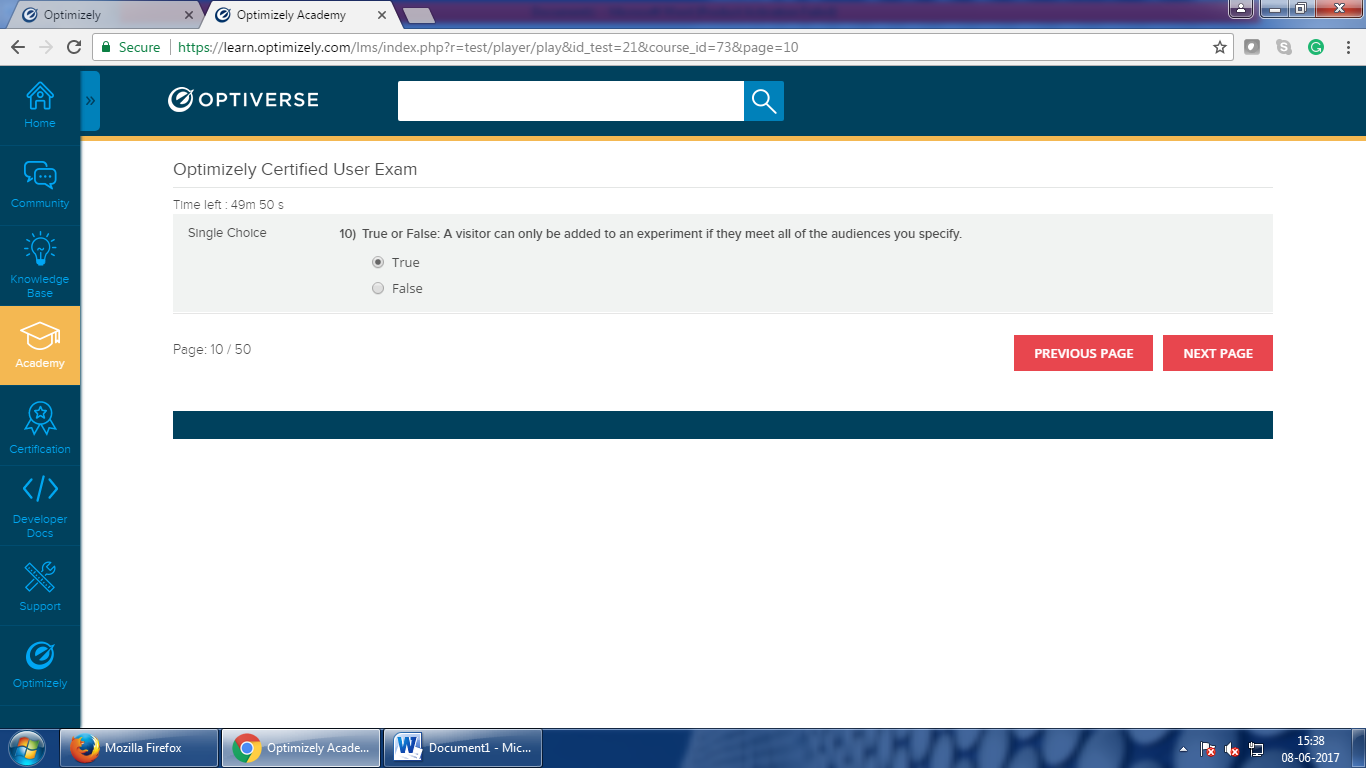 Optimizely
Optimizely Academy
Secure
https://learn.optimizely.com/lms/index.php?r=test/player/play&id_test=21&course_id=73&page=10
Home
»
OPTIVERSE
Community
Knowledge
Base
Academy
Certification
Developer
Docs
Support
Optimizely
Optimizely Certified User Exam
Time left : 49m 50 s
Single Choice
10) True or False: A visitor can only be added to an experiment if they meet all of the audiences you specify.
True
False
Page: 10 / 50
PREVIOUS PAGE
NEXT PAGE
Mozilla Firefox
Optimizely Acade...
Document1 - Mic...
15:38
08-06-2017